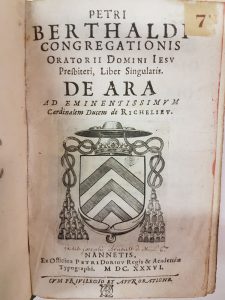 7
PETRI
BERTHALDI
CONGREGATIONIS
ORATORII DOMINI IESV
Presbiteri, Liber Singularis.
DE ARA
AD EMINENTISSIMVM
Cardinalem Ducem de RICHELIEV.
NANNETIS,
Ex Officina PETRI DORIOV Regis & Academiæ
Typographi. M DC. XXXVI.
CVM PRIVILEGIO ET APPROBATIONE.